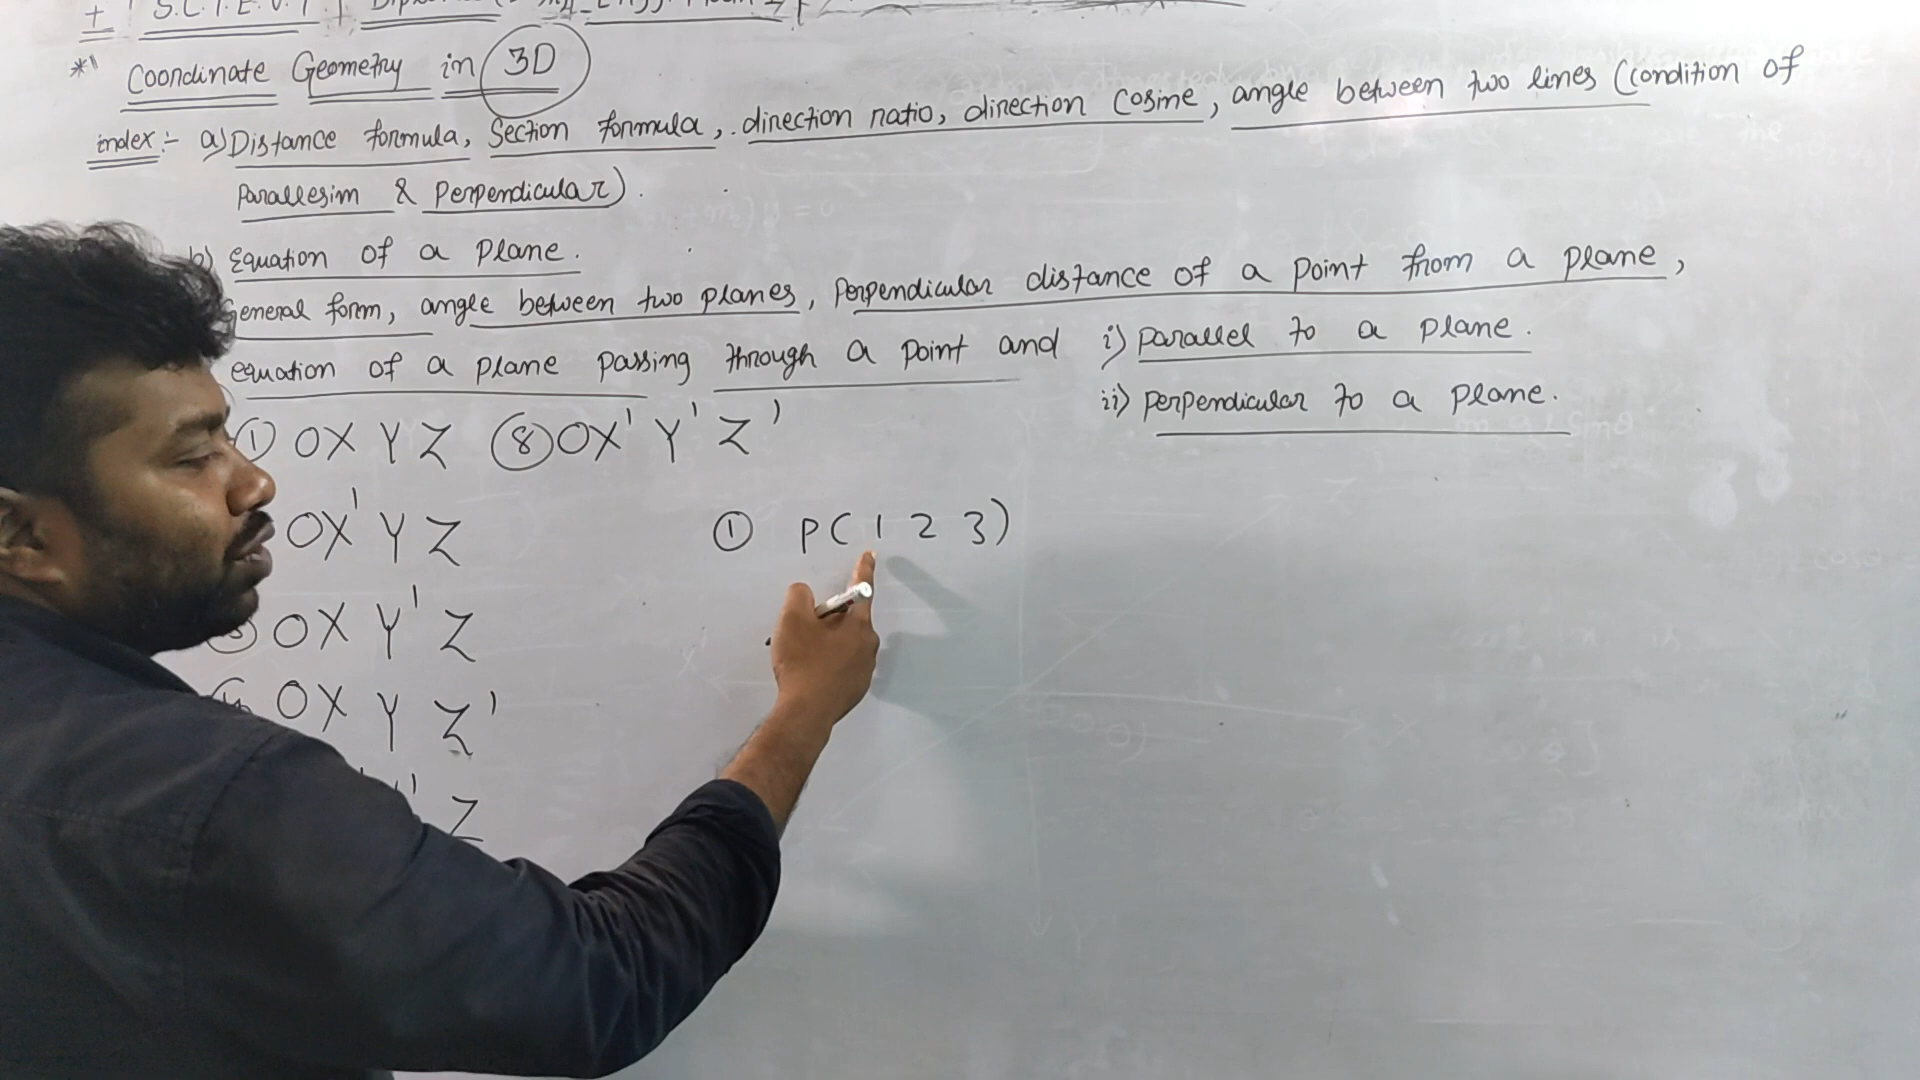 + S.C.T.E.V.T
*1 Coordinate Geometry in 3D
index:- a) Distance formula, Section formula, direction ratio, direction Cosine, angle between two lines (condition of
Parallesim & Perpendicular).
b) Equation of a Plane.
General form, angle between two planes, Perpendicular distance of a point from a plane,
equation of a plane passing through a point and i) parallel to a plane.
ii) perpendicular to a plane.
① OXYZ ⑧ OX'Y'Z'
OX'YZ
① P(1 2 3)
③ OXY'Z
④ OXYZ'
Z